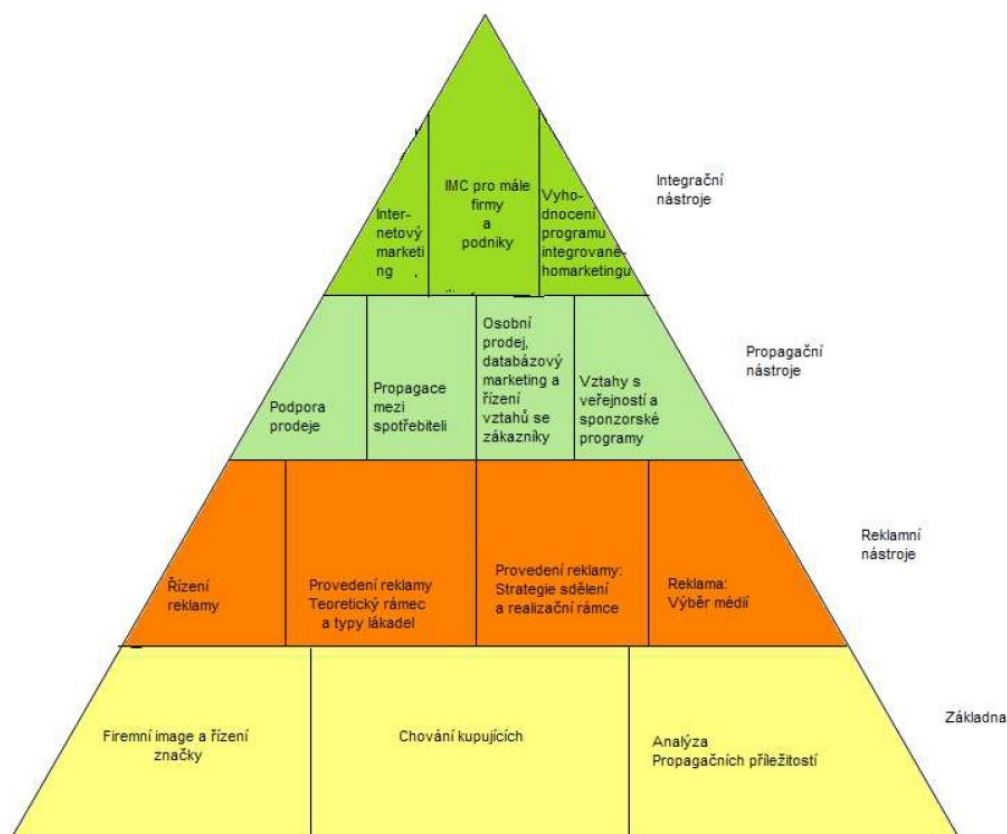 IMC pro mále
firmy
a
podniky
Inter-
netový
marketi
ng
Vyho-
dnocení
programu
integrované-
homarketingu
Integrační
nástroje
Podpora
prodeje
Propagace
mezi
spotřebiteli
Osobní
prodej,
databázový
marketing a
řízení
vztahů se
zákazníky
Vztahy s
veřejností a
sponzorské
programy
Propagační
nástroje
Řízení
reklamy
Provedení reklamy
Teoretický rámec
a typy lákadel
Provedení reklamy:
Strategie sdělení
a realizační rámce
Reklama:
Výběr médií
Reklamní
nástroje
Firemní image a řízení
značky
Chování kupujících
Analýza
Propagačních příležitostí
Základna